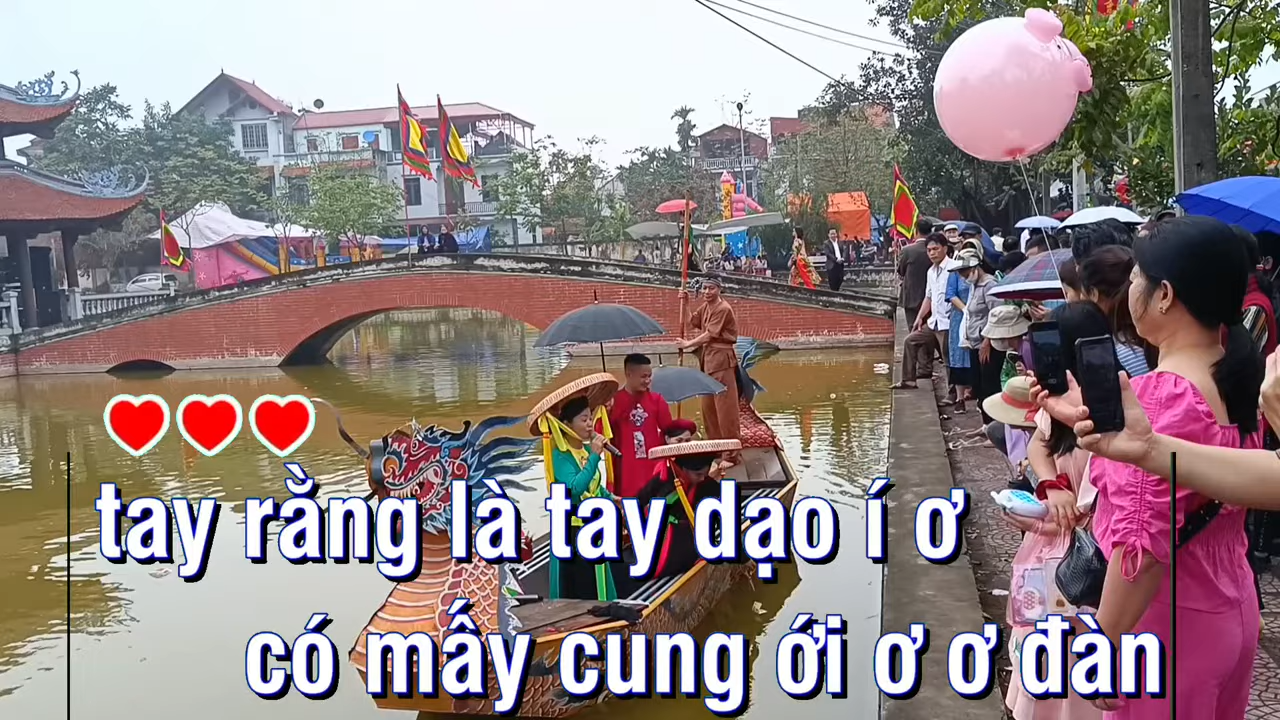 tay rằng là tay dạo í ơ
có mấy cung ới ơ ơ đàn